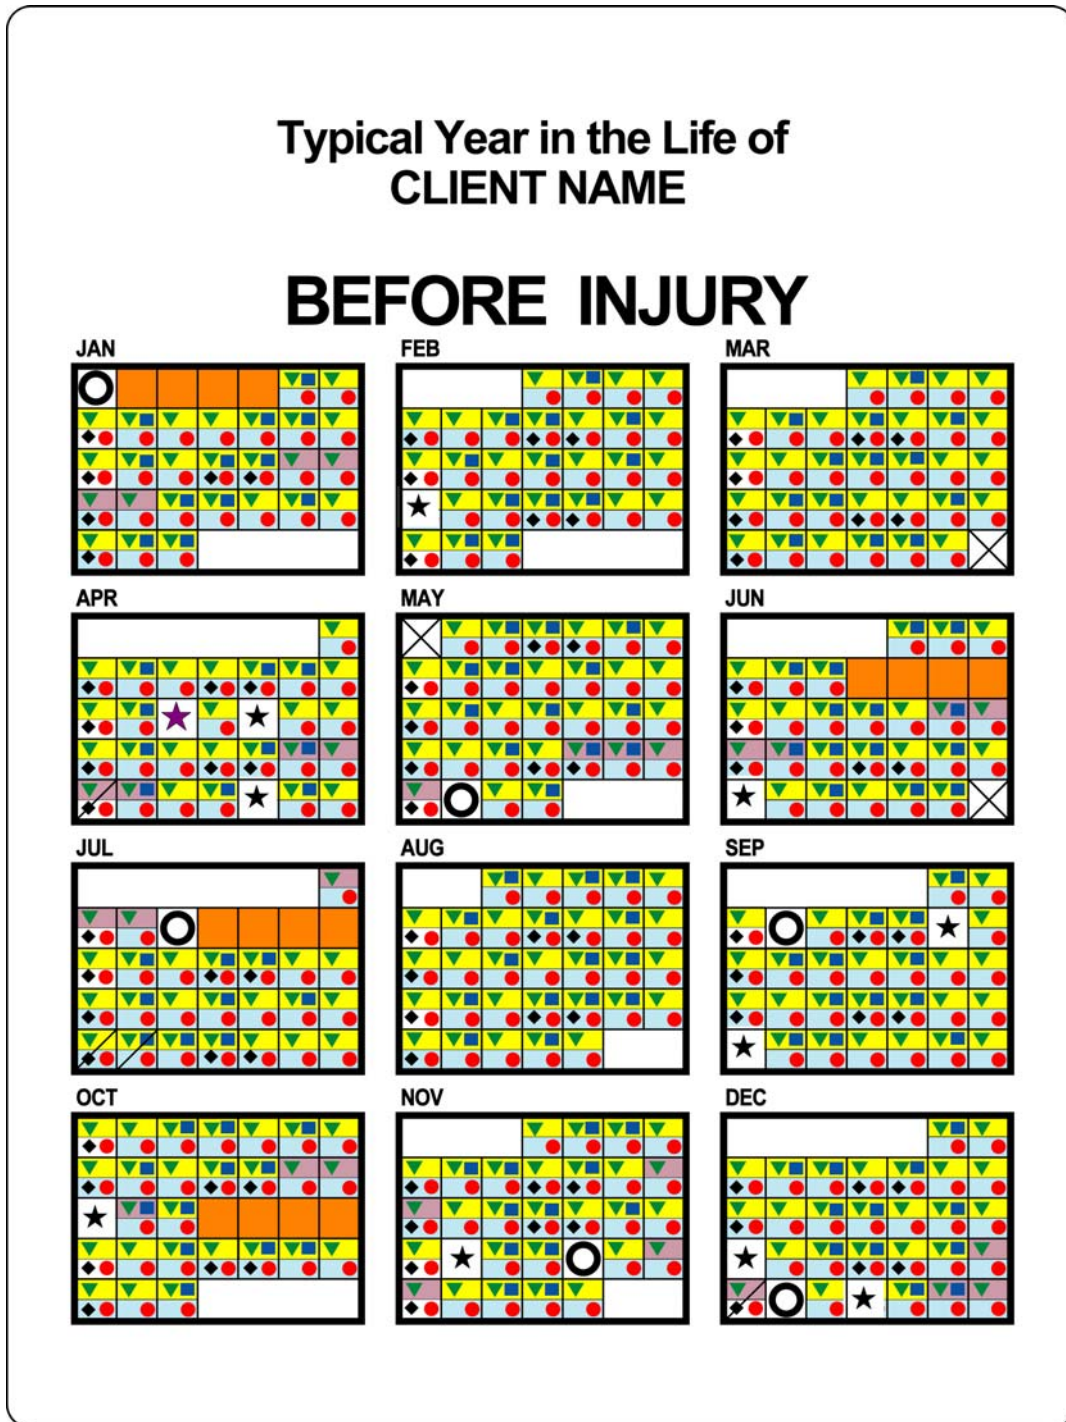 Typical Year in the Life of
CLIENT NAME
BEFORE INJURY
JAN
FEB
MAR
APR
MAY
JUN
JUL
AUG
SEP
OCT
NOV
DEC